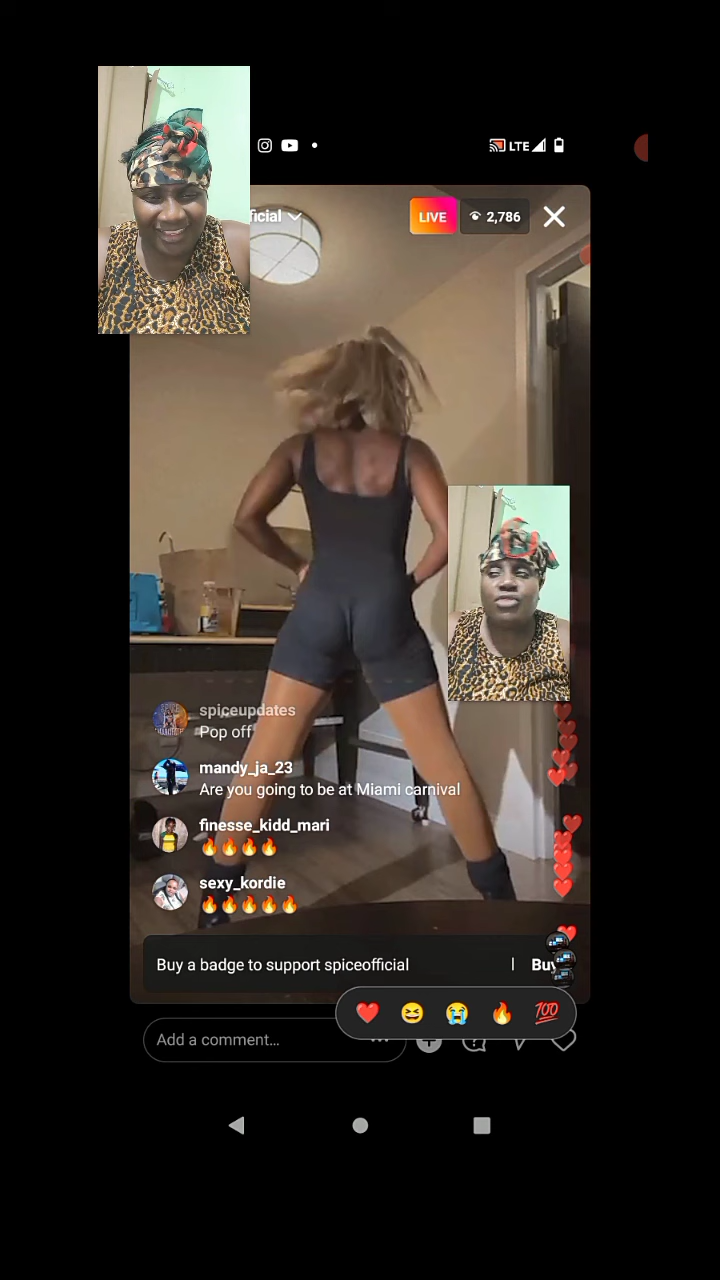 LTE
ficial
LIVE
2,786
spiceupdates
Pop off
mandy_ja_23
Are you going to be at Miami carnival
finesse_kidd_mari
🔥🔥🔥🔥
sexy_kordie
🔥🔥🔥🔥🔥
Buy a badge to support spiceofficial
Buy
❤️ 😆 😭 🔥 💯
Add a comment…